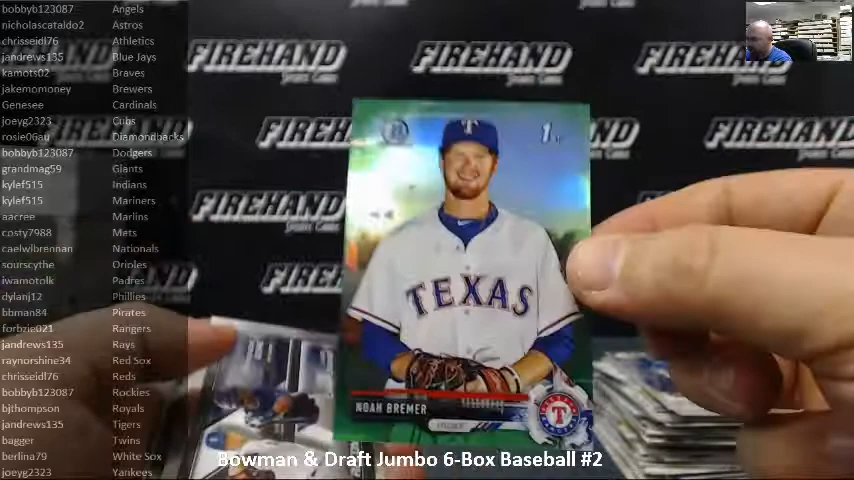 bobbyb123087 Angels
nicholascataldo2 Astros
chrisseidl76 Athletics
jandrews135 Blue Jays
kamots02 Braves
jakemomoney Brewers
Genesee Cardinals
joeyg2323 Cubs
rosie06au Diamondbacks
bobbyb123087 Dodgers
grandmag59 Giants
kylef515 Indians
kylef515 Mariners
aacree Marlins
costy7988 Mets
caelwlbrennan Nationals
sourscythe Orioles
iwamotolk Padres
dylanj12 Phillies
bbman84 Pirates
forbzie021 Rangers
jandrews135 Rays
raynorshine34 Red Sox
chrisseidl76 Reds
bobbyb123087 Rockies
bjthompson Royals
jandrews135 Tigers
bagger Twins
berlina79 White Sox
joeyg2323 Yankees
FIREHAND
FIREHAND
FIREHAND
FIREHAND
FIREHAND
FIREHAND
1st
TEXAS
NOAH BREMER
Bowman & Draft Jumbo 6-Box Baseball #2